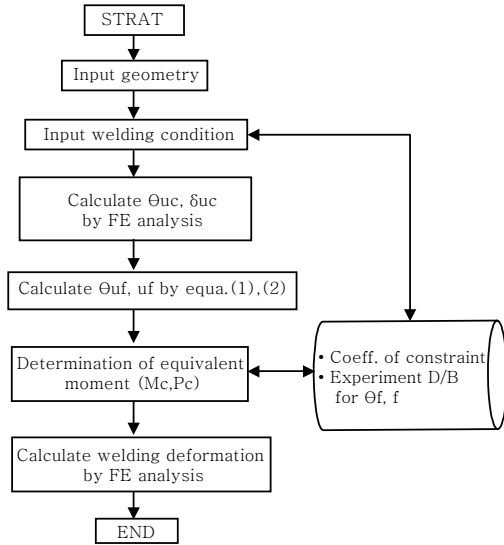 STRAT
Input geometry
Input welding condition
Calculate Θuc, δuc
by FE analysis
Calculate Θuf, uf by equa.(1),(2)
Determination of equivalent
moment (Mc,Pc)
• Coeff. of constraint
• Experiment D/B
for Θf, f
Calculate welding deformation
by FE analysis
END